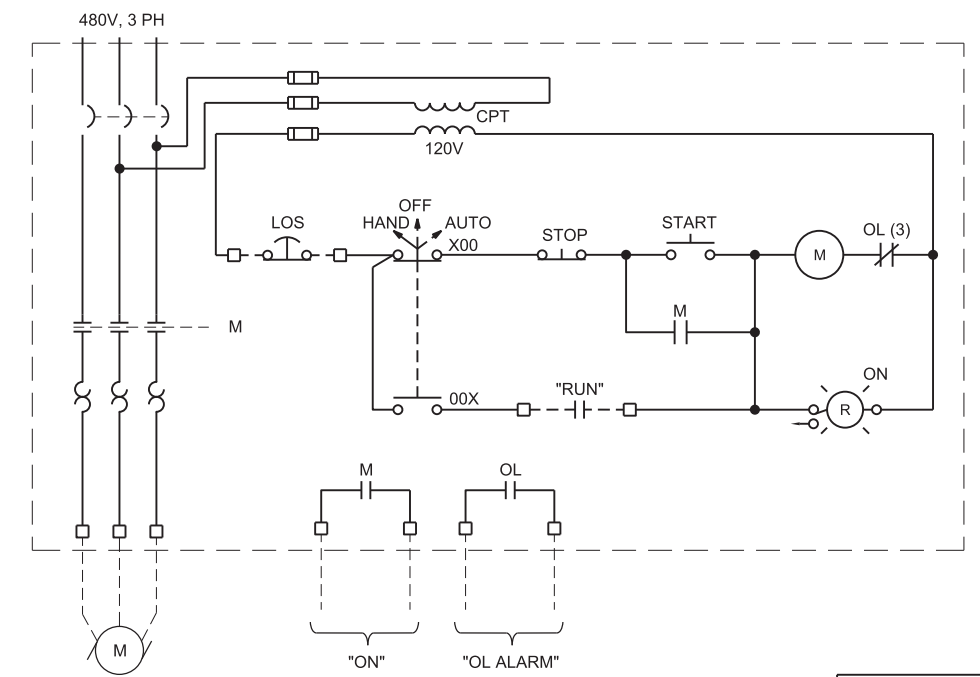 480V, 3 PH
CPT
120V
OFF
HAND
AUTO
LOS
X00
STOP
START
OL (3)
M
M
M
ON
"RUN"
00X
R
M
OL
M
"ON"
"OL ALARM"